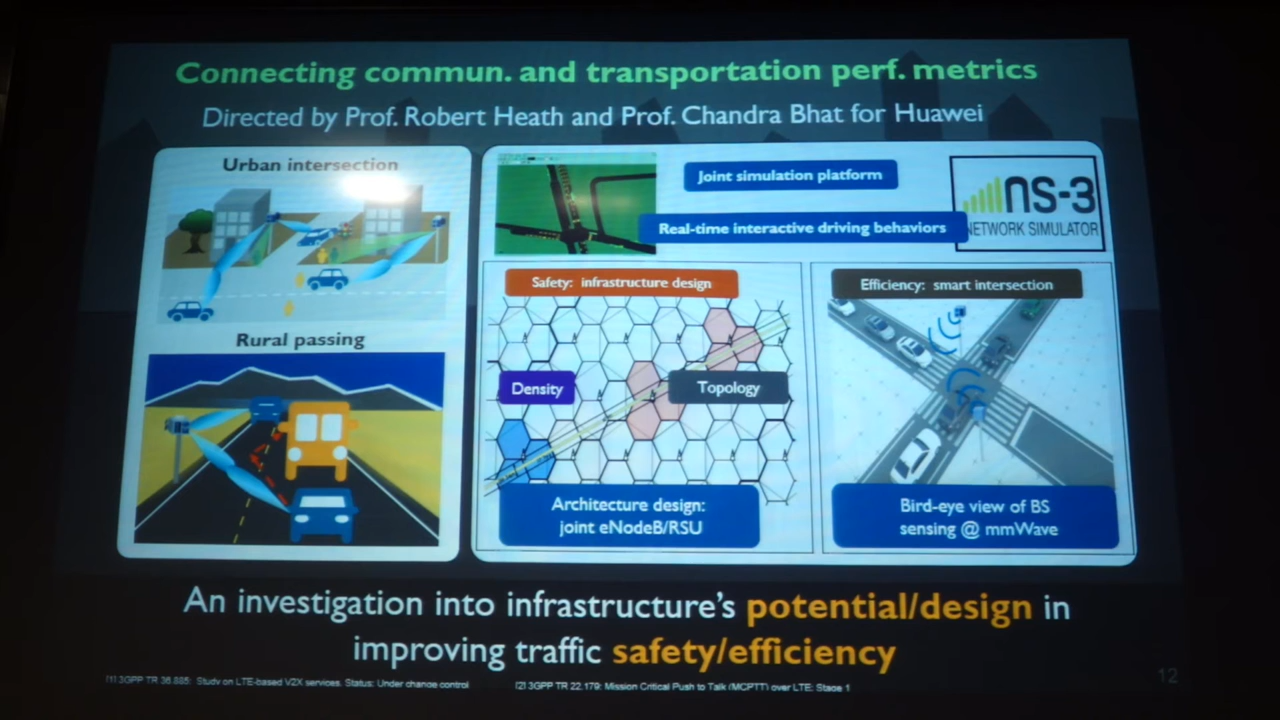 Connecting commun. and transportation perf. metrics
Directed by Prof. Robert Heath and Prof. Chandra Bhat for Huawei
Urban intersection
Rural passing
Joint simulation platform
Real-time interactive driving behaviors
NS-3
NETWORK SIMULATOR
Safety: infrastructure design
Density
Topology
Architecture design:
joint eNodeB/RSU
Efficiency: smart intersection
Bird-eye view of BS
sensing @ mmWave
An investigation into infrastructure's potential/design in
improving traffic safety/efficiency
[1] 3GPP TR 36.885: Study on LTE-based V2X services. Status: Under change control
[2] 3GPP TR 22.179: Mission Critical Push to Talk (MCPTT) over LTE: Stage 1
12